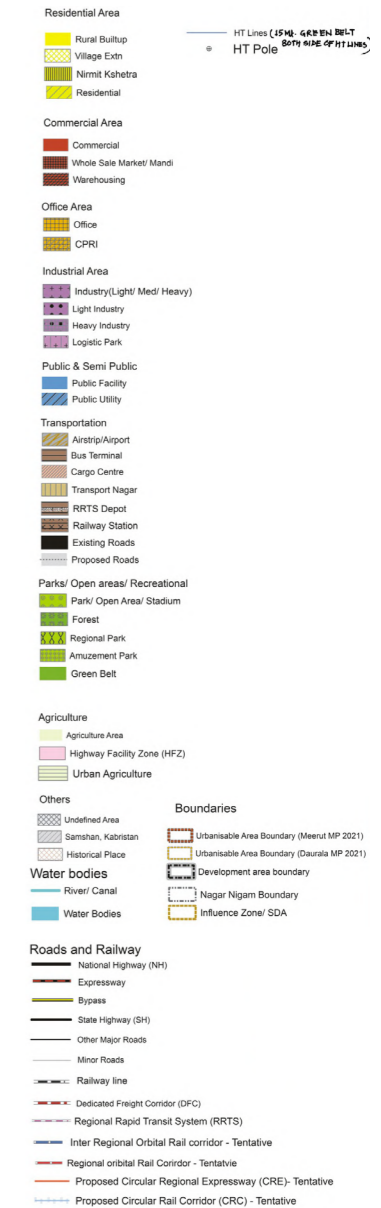 Residential Area
Rural Builtup
Village Extn
Nirmit Kshetra
Residential
HT Lines (15 Mt. GREEN BELT
BOTH SIDE OF HT LINES)
HT Pole
Commercial Area
Commercial
Whole Sale Market/ Mandi
Warehousing
Office Area
Office
CPRI
Industrial Area
Industry(Light/ Med/ Heavy)
Light Industry
Heavy Industry
Logistic Park
Public & Semi Public
Public Facility
Public Utility
Transportation
Airstrip/Airport
Bus Terminal
Cargo Centre
Transport Nagar
RRTS Depot
Railway Station
Existing Roads
Proposed Roads
Parks/ Open areas/ Recreational
Park/ Open Area/ Stadium
Forest
Regional Park
Amuzement Park
Green Belt
Agriculture
Agriculture Area
Highway Facility Zone (HFZ)
Urban Agriculture
Others
Undefined Area
Samshan, Kabristan
Historical Place
Boundaries
Urbanisable Area Boundary (Meerut MP 2021)
Urbanisable Area Boundary (Daurala MP 2021)
Development area boundary
Nagar Nigam Boundary
Influence Zone/ SDA
Water bodies
River/ Canal
Water Bodies
Roads and Railway
National Highway (NH)
Expressway
Bypass
State Highway (SH)
Other Major Roads
Minor Roads
Railway line
Dedicated Freight Corridor (DFC)
Regional Rapid Transit System (RRTS)
Inter Regional Orbital Rail corridor - Tentative
Regional oribital Rail Corirdor - Tentatvie
Proposed Circular Regional Expressway (CRE)- Tentative
Proposed Circular Rail Corridor (CRC) - Tentative